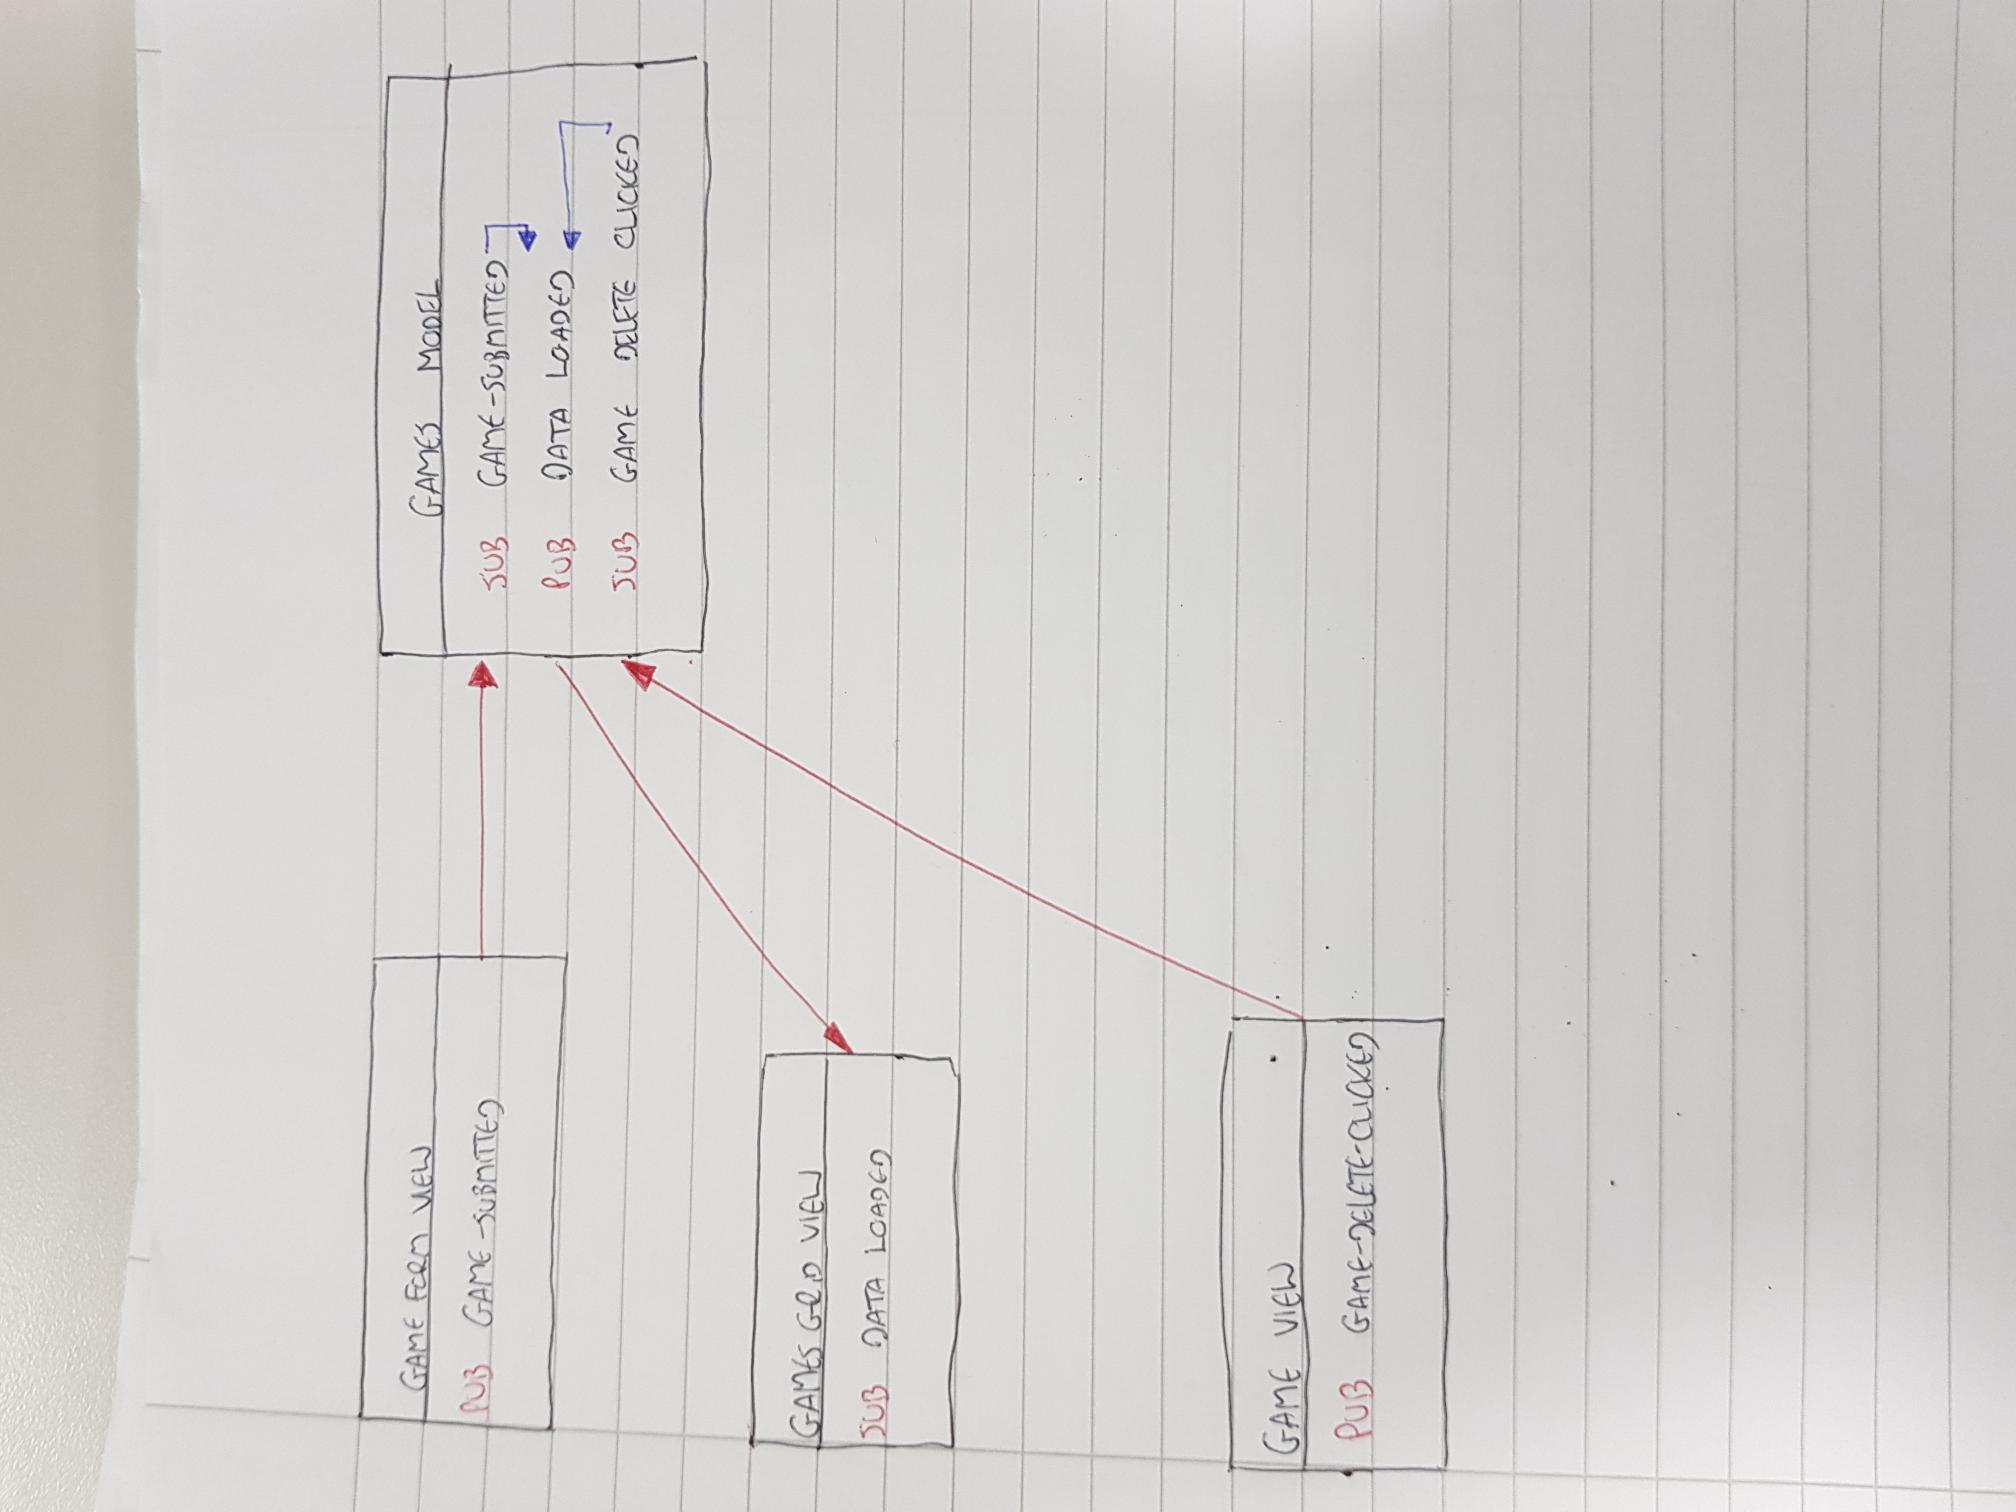 GAME FORM VIEW
PUB GAME-SUBMITTED
GAMES MODEL
SUB GAME-SUBMITTED
PUB DATA LOADED
SUB GAME DELETE CLICKED
GAMES GRID VIEW
SUB DATA LOADED
GAME VIEW
PUB GAME-DELETE-CLICKED